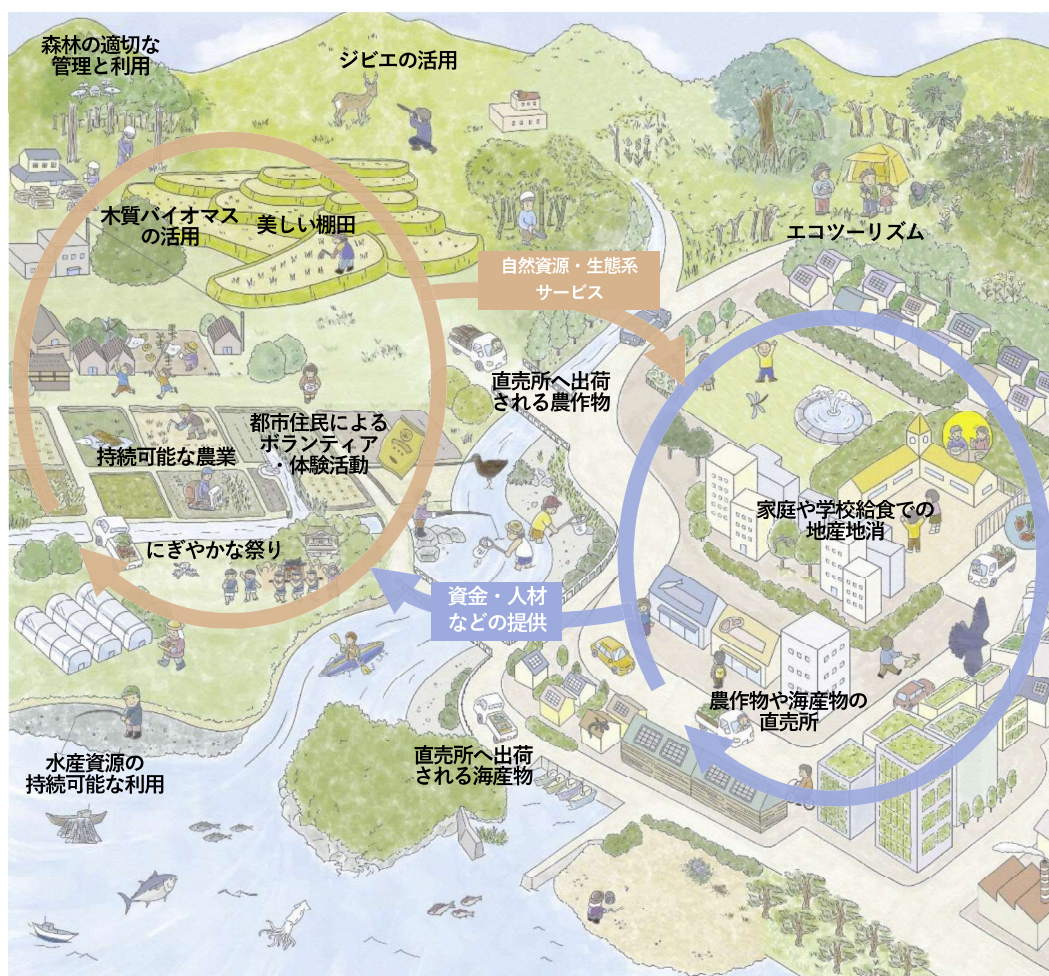 森林の適切な
管理と利用
ジビエの活用
木質バイオマス
の活用
美しい棚田
エコツーリズム
自然資源・生態系
サービス
直売所へ出荷
される農作物
都市住民による
ボランティア
・体験活動
持続可能な農業
家庭や学校給食での
地産地消
にぎやかな祭り
資金・人材
などの提供
農作物や海産物の
直売所
水産資源の
持続可能な利用
直売所へ出荷
される海産物